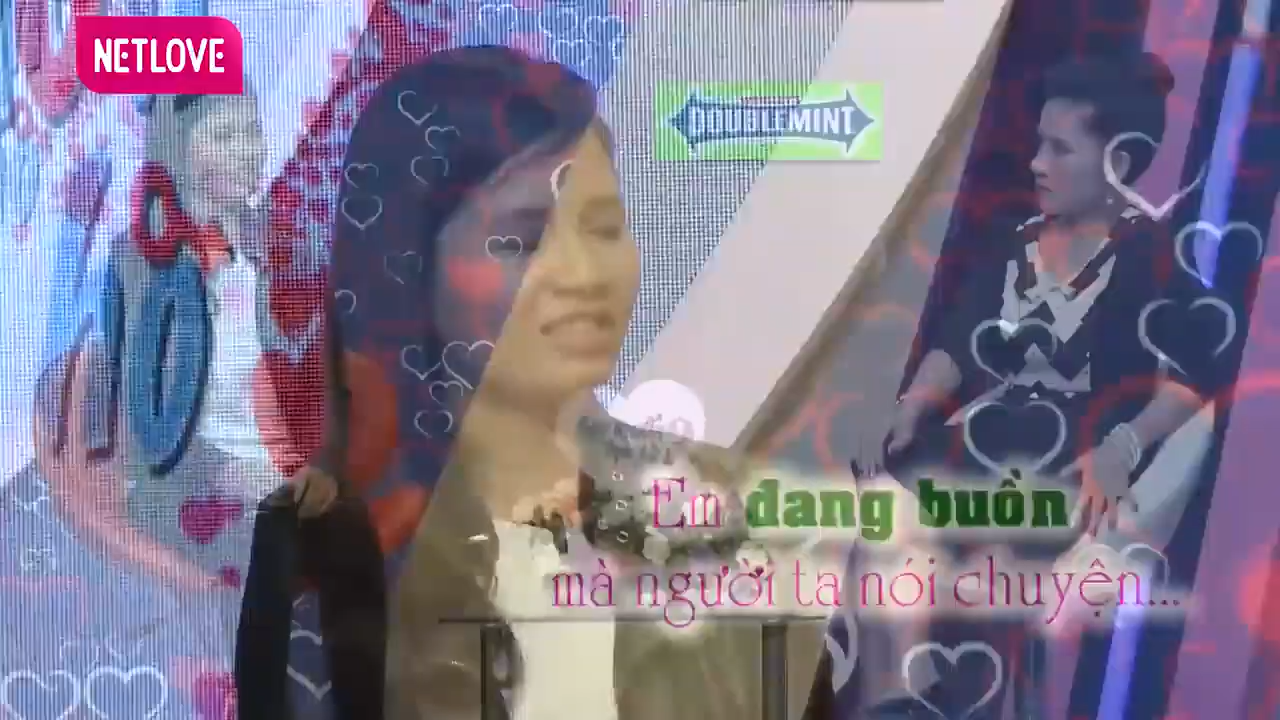 NETLOVE
DOUBLEMINT
Em đang buồn
mà người ta nói chuyện...